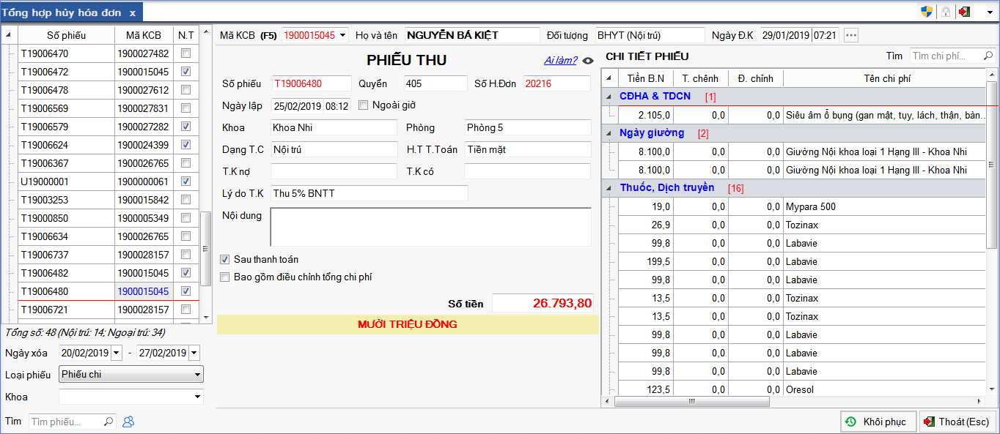 Tổng hợp hủy hóa đơn x
Số phiếu Mã KCB N.T
T19006470 1900027482
T19006472 1900015045
T19006478 1900027612
T19006569 1900027831
T19006579 1900027282
T19006624 1900024399
T19006367 1900026765
U19000001 1900000061
T19003253 1900015842
T19000850 1900005349
T19006634 1900026765
T19006737 1900028157
T19006482 1900015045
T19006480 1900015045
T19006721 1900028157
Tổng số: 48 (Nội trú: 14; Ngoại trú: 34)
Ngày xóa 20/02/2019 - 27/02/2019
Loại phiếu Phiếu chi
Khoa
Tìm Tìm phiếu...
Mã KCB (F5) 1900015045 Họ và tên NGUYỄN BÁ KIỆT Đối tượng BHYT (Nội trú) Ngày Đ.K 29/01/2019 07:21 ...
PHIẾU THU Ai làm?
Số phiếu T19006480 Quyển 405 Số H.Đơn 20216
Ngày lập 25/02/2019 08:12 Ngoài giờ
Khoa Khoa Nhi Phòng Phòng 5
Dạng T.C Nội trú H.T T.Toán Tiền mặt
T.K nợ T.K có
Lý do T.K Thu 5% BNTT
Nội dung
Sau thanh toán
Bao gồm điều chỉnh tổng chi phí
Số tiền 26.793,80
MƯỜI TRIỆU ĐỒNG
CHI TIẾT PHIẾU Tìm Tìm chi phí...
Tiền B.N T. chênh Đ. chỉnh Tên chi phí
CĐHA & TDCN [1]
2.105,0 0,0 0,0 Siêu âm ổ bụng (gan mật, tụy, lách, thận, bàn...
Ngày giường [2]
8.100,0 0,0 0,0 Giường Nội khoa loại 1 Hạng III - Khoa Nhi
8.100,0 0,0 0,0 Giường Nội khoa loại 1 Hạng III - Khoa Nhi
Thuốc, Dịch truyền [16]
19,0 0,0 0,0 Mypara 500
26,9 0,0 0,0 Tozinax
99,8 0,0 0,0 Labavie
199,5 0,0 0,0 Labavie
99,8 0,0 0,0 Labavie
13,5 0,0 0,0 Tozinax
13,5 0,0 0,0 Tozinax
99,8 0,0 0,0 Labavie
99,8 0,0 0,0 Labavie
99,8 0,0 0,0 Labavie
123,5 0,0 0,0 Oresol
Khôi phục Thoát (Esc)